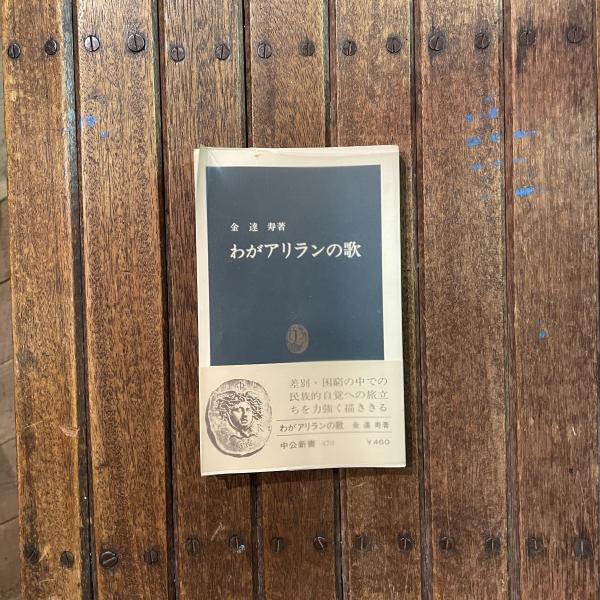 金達寿著
わがアリランの歌
差別・困窮の中での
民族的自覚への旅立
ちを力強く描ききる
わがアリランの歌 金達寿著
中公新書 470 ¥460